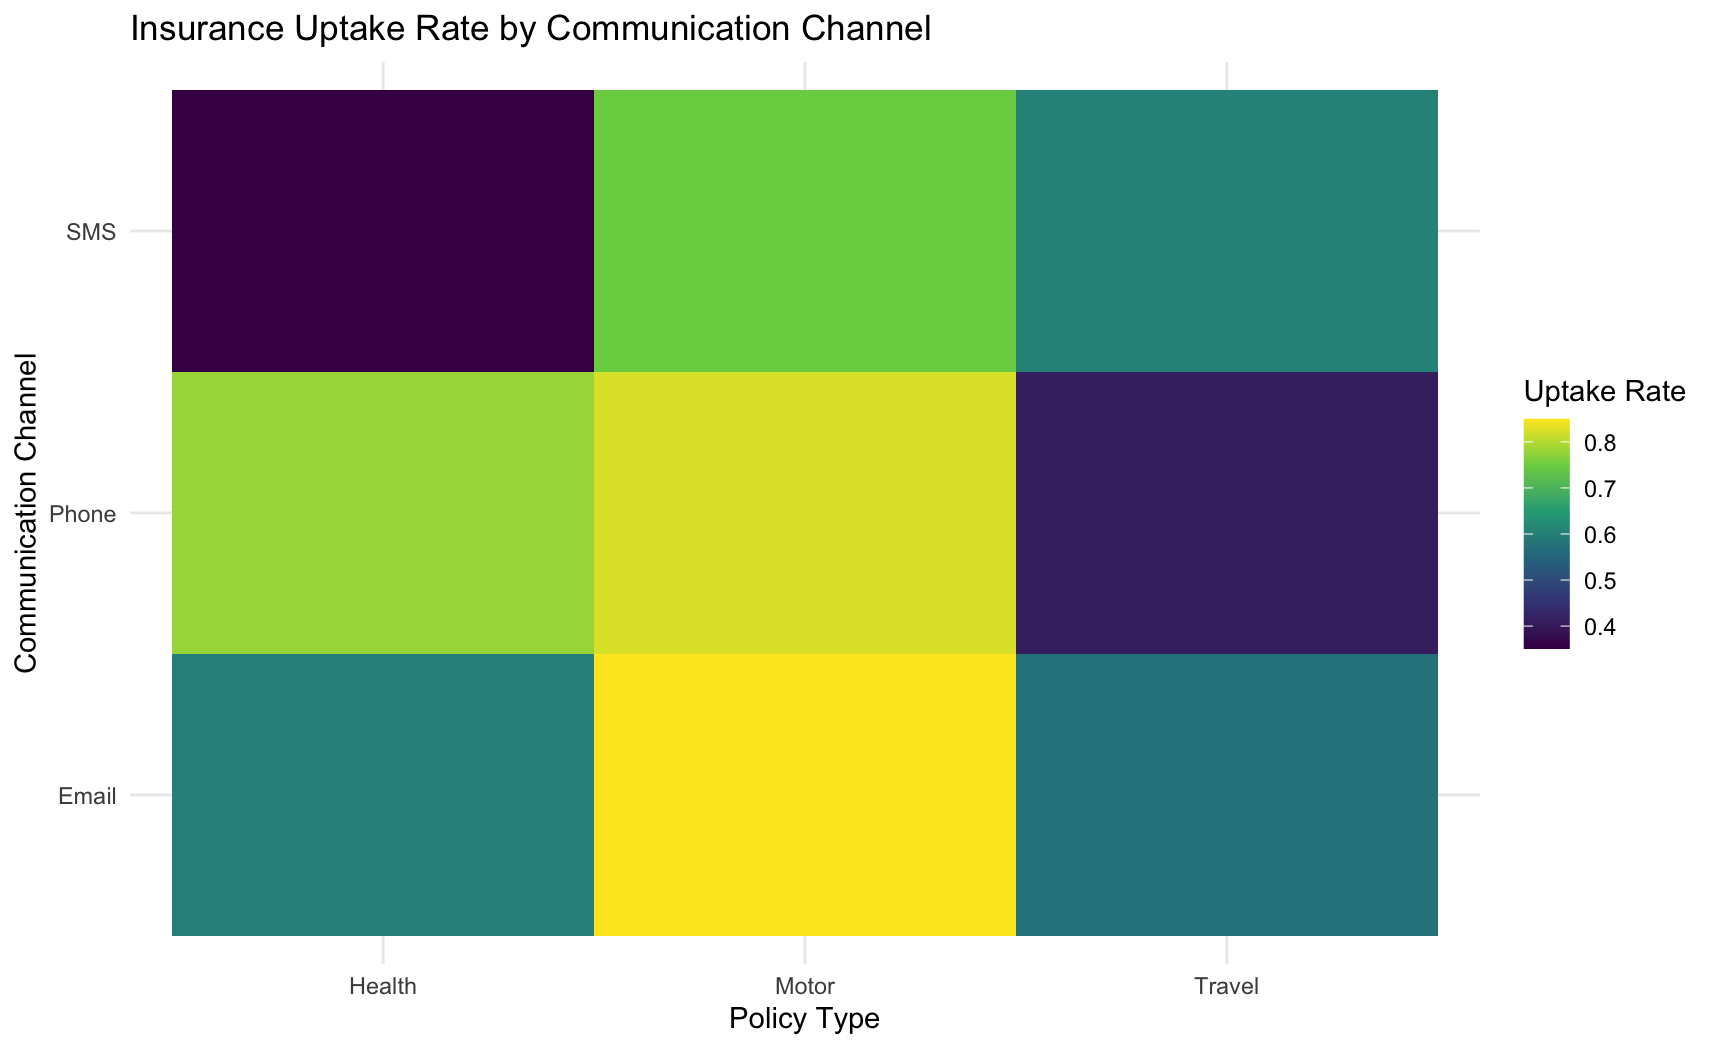 Insurance Uptake Rate by Communication Channel
Communication Channel
SMS
Phone
Email
Health
Motor
Travel
Policy Type
Uptake Rate
0.8
0.7
0.6
0.5
0.4